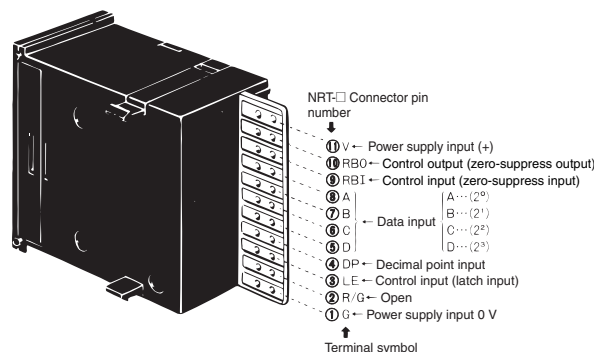 NRT-□ Connector pin
number
⑪ V ← Power supply input (+)
⑩ RBO ← Control output (zero-suppress output)
⑨ RBI ← Control input (zero-suppress input)
⑧ A A···(2⁰)
⑦ B B···(2¹)
← Data input
⑥ C C···(2²)
⑤ D D···(2³)
④ DP ← Decimal point input
③ LE ← Control input (latch input)
② R/G ← Open
① G ← Power supply input 0 V
Terminal symbol